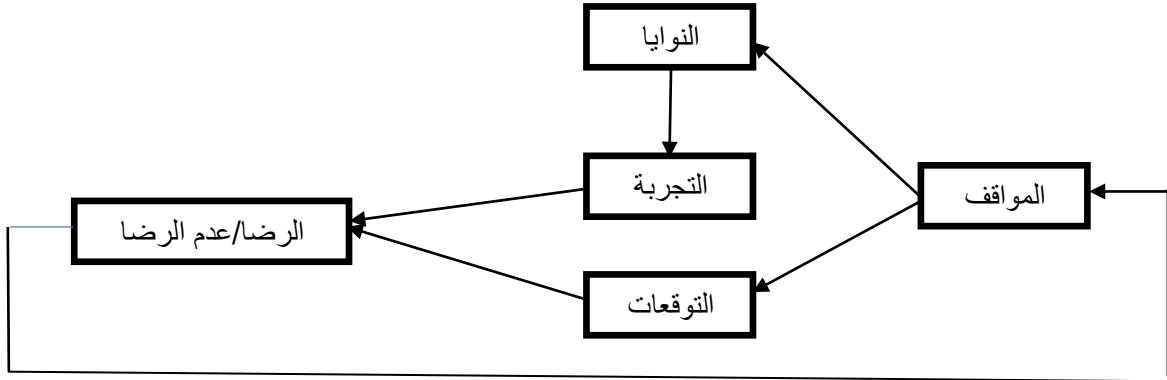 النوايا
التجربة
المواقف
الرضا/عدم الرضا
التوقعات